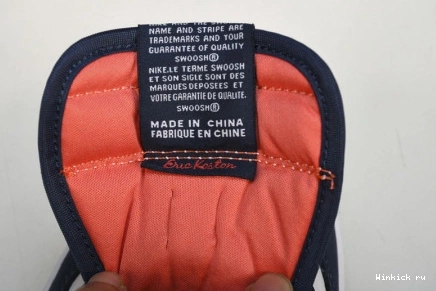 NAME AND STRIPE ARE
TRADEMARKS AND YOUR
GUARANTEE OF QUALITY
SWOOSH®
NIKE.LE TERME SWOOSH
ET SON SIGLE SONT DES
MARQUES DEPOSEES ET
VOTRE GARANTIE DE QUALITE.
SWOOSH®
MADE IN CHINA
FABRIQUE EN CHINE
Eric Koston
Winkich ru